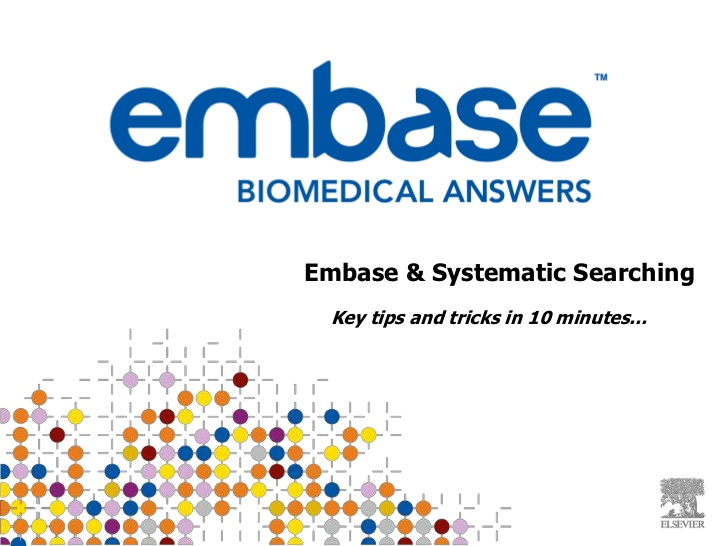 embase™
BIOMEDICAL ANSWERS
Embase & Systematic Searching
Key tips and tricks in 10 minutes...
ELSEVIER